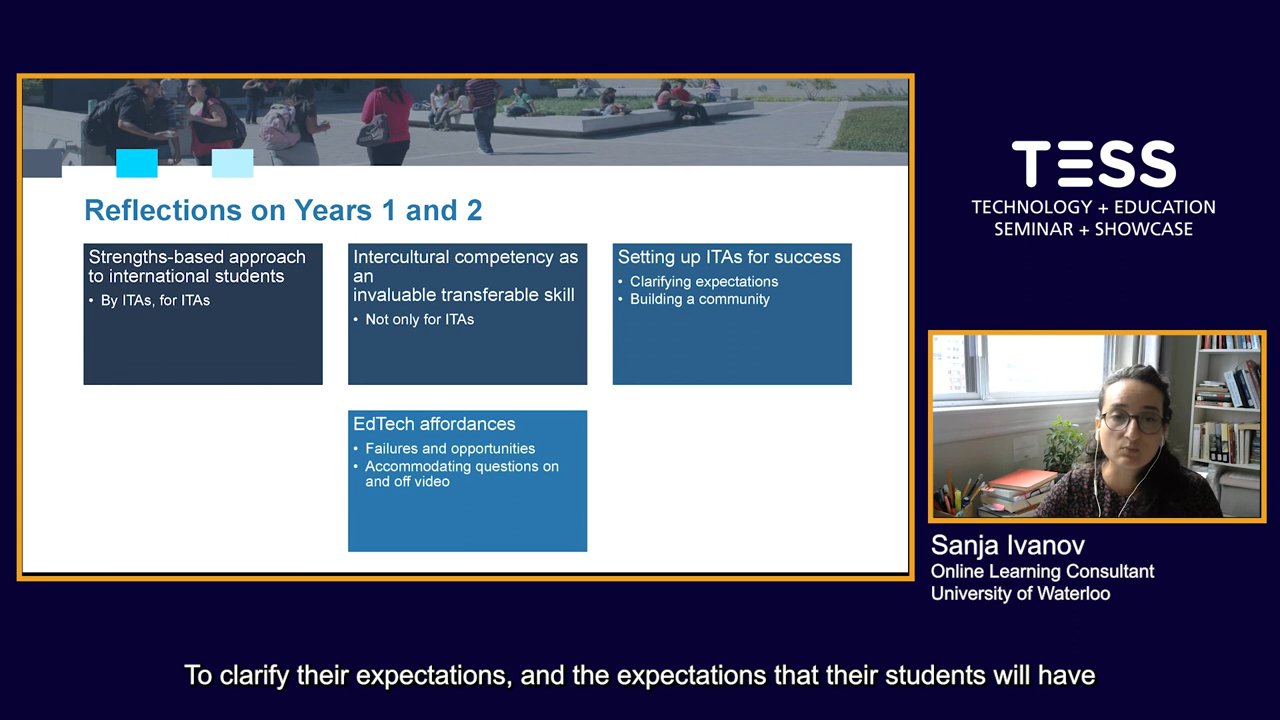 Reflections on Years 1 and 2
Strengths-based approach
to international students
• By ITAs, for ITAs
Intercultural competency as
an
invaluable transferable skill
• Not only for ITAs
Setting up ITAs for success
• Clarifying expectations
• Building a community
EdTech affordances
• Failures and opportunities
• Accommodating questions on
and off video
TESS
TECHNOLOGY + EDUCATION
SEMINAR + SHOWCASE
Sanja Ivanov
Online Learning Consultant
University of Waterloo
To clarify their expectations, and the expectations that their students will have